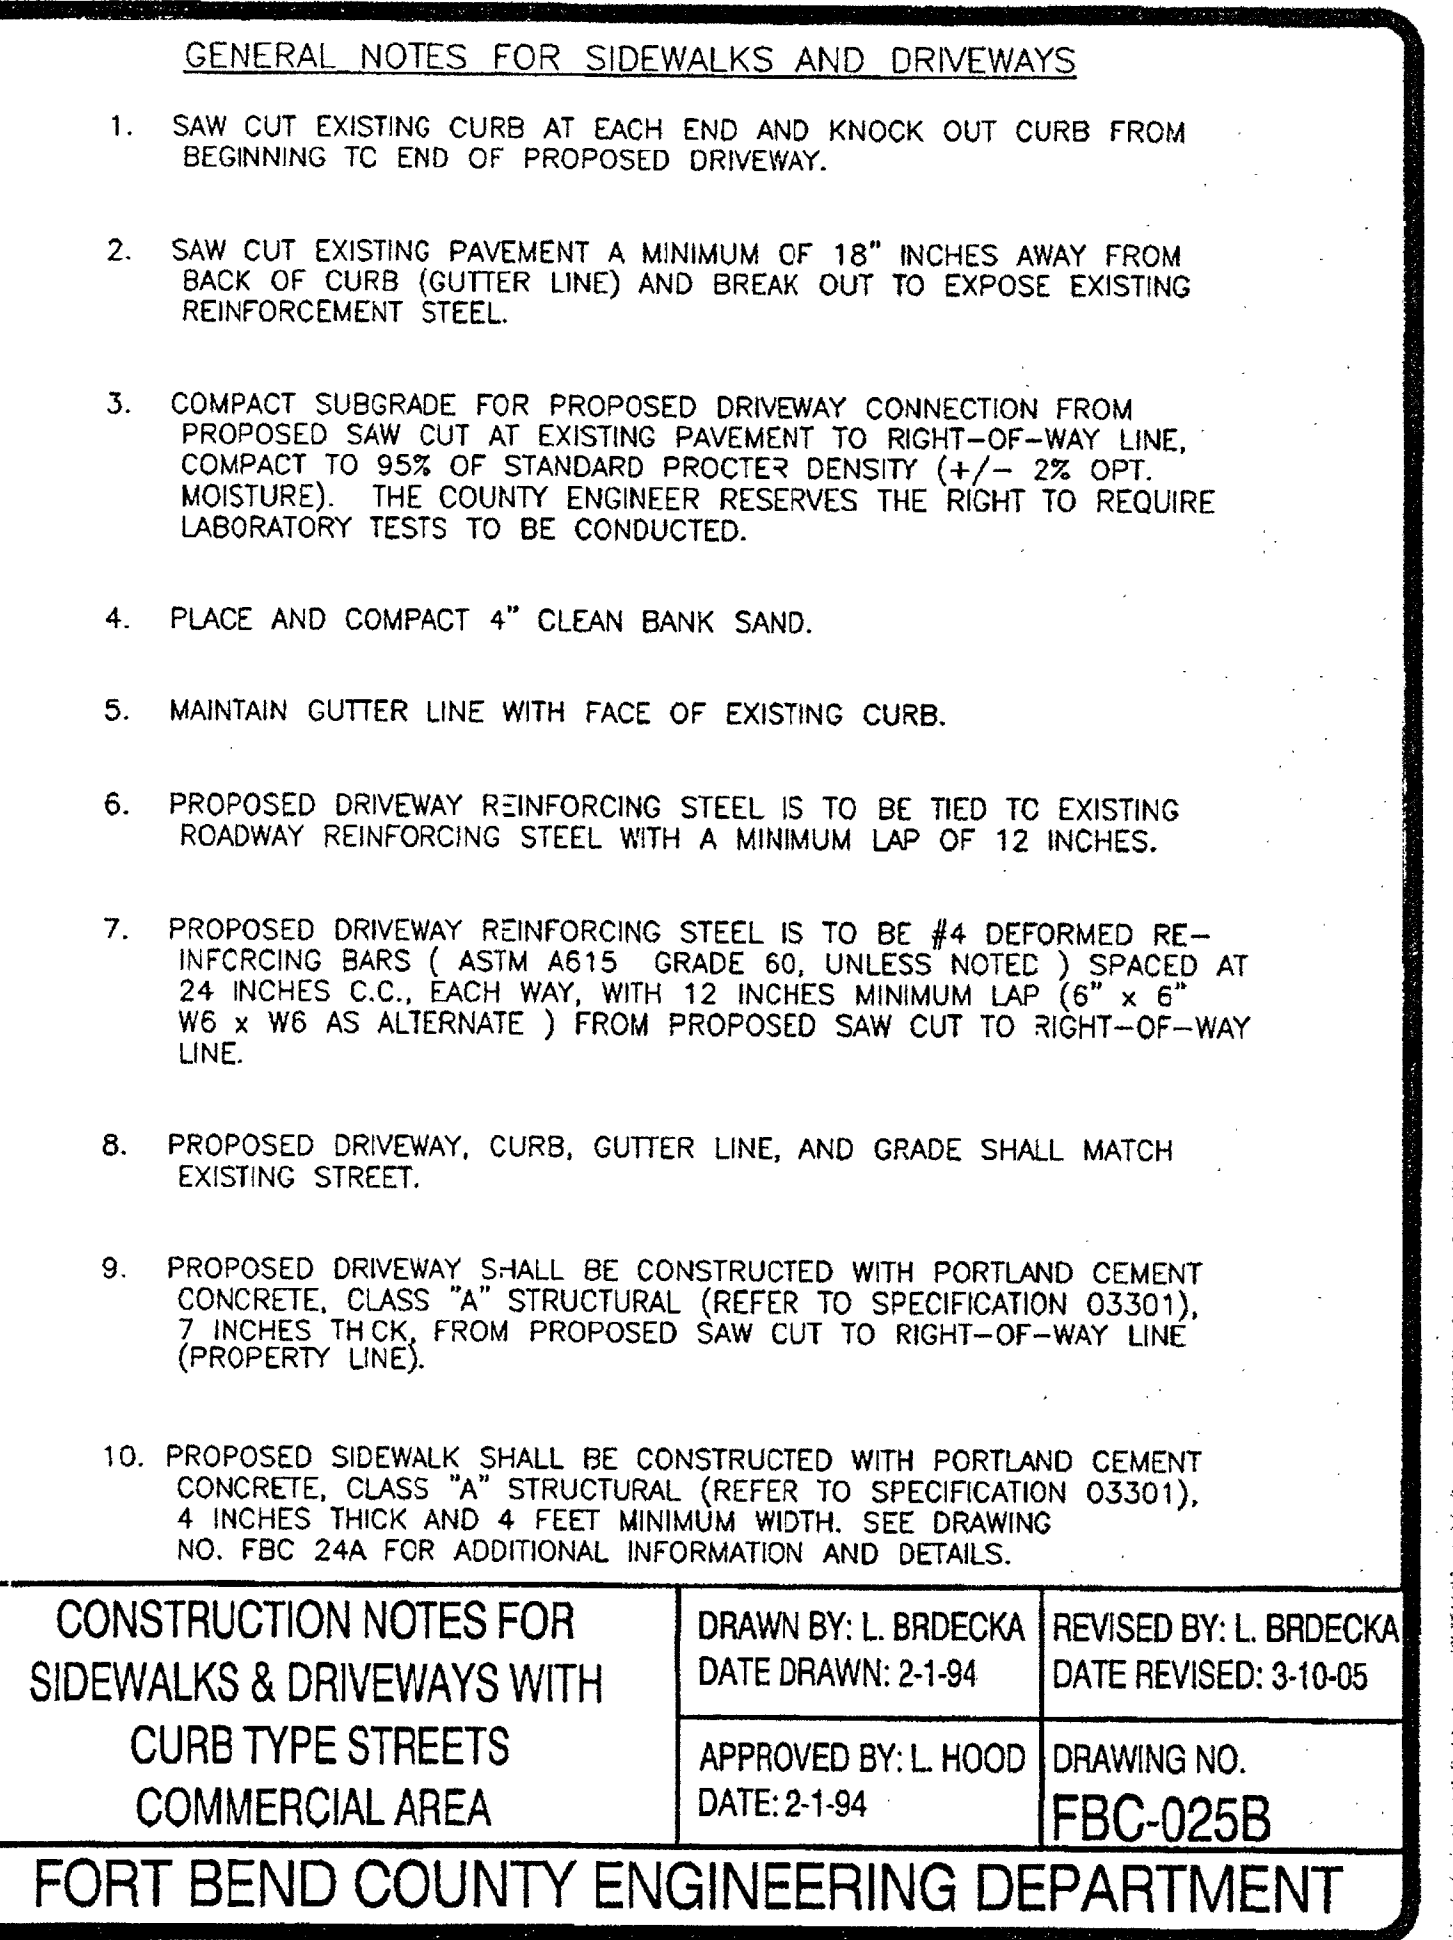 GENERAL NOTES FOR SIDEWALKS AND DRIVEWAYS
1. SAW CUT EXISTING CURB AT EACH END AND KNOCK OUT CURB FROM
BEGINNING TO END OF PROPOSED DRIVEWAY.
2. SAW CUT EXISTING PAVEMENT A MINIMUM OF 18" INCHES AWAY FROM
BACK OF CURB (GUTTER LINE) AND BREAK OUT TO EXPOSE EXISTING
REINFORCEMENT STEEL.
3. COMPACT SUBGRADE FOR PROPOSED DRIVEWAY CONNECTION FROM
PROPOSED SAW CUT AT EXISTING PAVEMENT TO RIGHT-OF-WAY LINE,
COMPACT TO 95% OF STANDARD PROCTER DENSITY (+/- 2% OPT.
MOISTURE). THE COUNTY ENGINEER RESERVES THE RIGHT TO REQUIRE
LABORATORY TESTS TO BE CONDUCTED.
4. PLACE AND COMPACT 4" CLEAN BANK SAND.
5. MAINTAIN GUTTER LINE WITH FACE OF EXISTING CURB.
6. PROPOSED DRIVEWAY REINFORCING STEEL IS TO BE TIED TO EXISTING
ROADWAY REINFORCING STEEL WITH A MINIMUM LAP OF 12 INCHES.
7. PROPOSED DRIVEWAY REINFORCING STEEL IS TO BE #4 DEFORMED RE-
INFORCING BARS ( ASTM A615 GRADE 60, UNLESS NOTED ) SPACED AT
24 INCHES C.C., EACH WAY, WITH 12 INCHES MINIMUM LAP (6" x 6"
W6 x W6 AS ALTERNATE ) FROM PROPOSED SAW CUT TO RIGHT-OF-WAY
LINE.
8. PROPOSED DRIVEWAY, CURB, GUTTER LINE, AND GRADE SHALL MATCH
EXISTING STREET.
9. PROPOSED DRIVEWAY SHALL BE CONSTRUCTED WITH PORTLAND CEMENT
CONCRETE, CLASS "A" STRUCTURAL (REFER TO SPECIFICATION 03301),
7 INCHES THICK, FROM PROPOSED SAW CUT TO RIGHT-OF-WAY LINE
(PROPERTY LINE).
10. PROPOSED SIDEWALK SHALL BE CONSTRUCTED WITH PORTLAND CEMENT
CONCRETE, CLASS "A" STRUCTURAL (REFER TO SPECIFICATION 03301),
4 INCHES THICK AND 4 FEET MINIMUM WIDTH. SEE DRAWING
NO. FBC 24A FOR ADDITIONAL INFORMATION AND DETAILS.
CONSTRUCTION NOTES FOR
SIDEWALKS & DRIVEWAYS WITH
CURB TYPE STREETS
COMMERCIAL AREA
DRAWN BY: L. BRDECKA
DATE DRAWN: 2-1-94
REVISED BY: L. BRDECKA
DATE REVISED: 3-10-05
APPROVED BY: L. HOOD
DATE: 2-1-94
DRAWING NO.
FBC-025B
FORT BEND COUNTY ENGINEERING DEPARTMENT